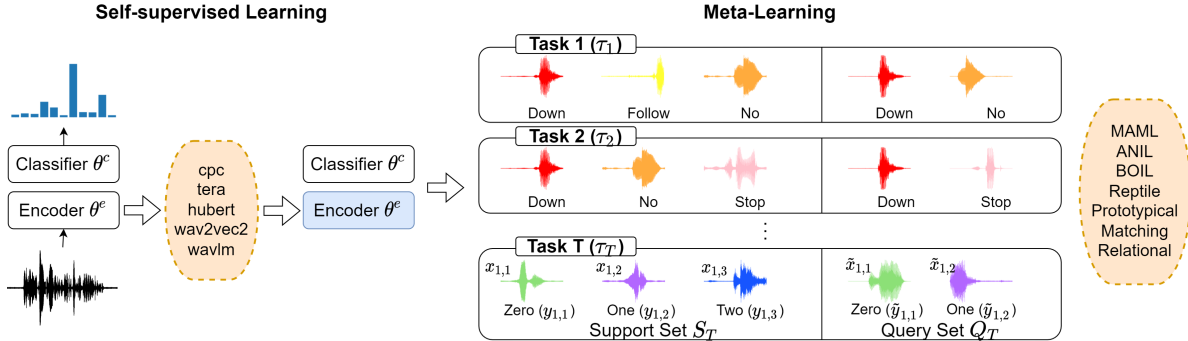 Self-supervised Learning
Classifier θᶜ
Encoder θᵉ
cpc
tera
hubert
wav2vec2
wavlm
Classifier θᶜ
Encoder θᵉ
Meta-Learning
Task 1 (τ₁)
Down Follow No Down No
Task 2 (τ₂)
Down No Stop Down Stop
⋮
Task T (τ_T)
x₁,₁ x₁,₂ x₁,₃ x̃₁,₁ x̃₁,₂
Zero (y₁,₁) One (y₁,₂) Two (y₁,₃) Zero (ỹ₁,₁) One (ỹ₁,₂)
Support Set S_T Query Set Q_T
MAML
ANIL
BOIL
Reptile
Prototypical
Matching
Relational